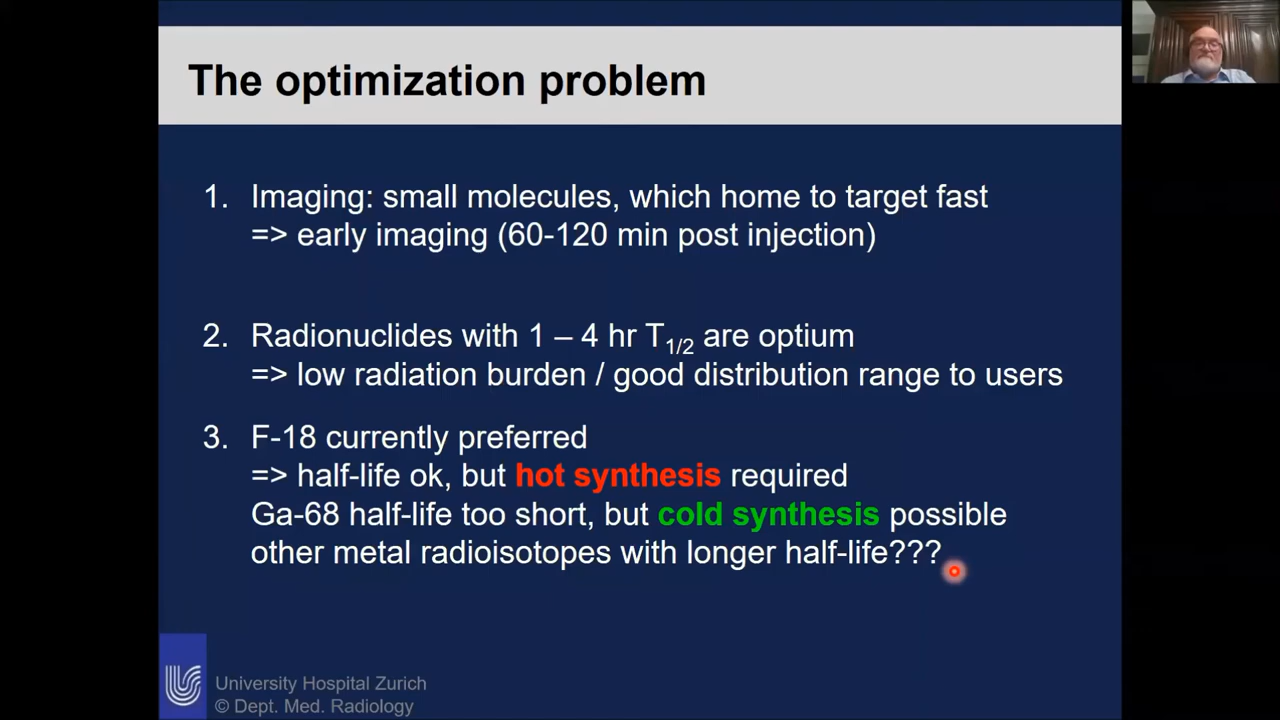 The optimization problem
1. Imaging: small molecules, which home to target fast
=> early imaging (60-120 min post injection)
2. Radionuclides with 1 – 4 hr T1/2 are optium
=> low radiation burden / good distribution range to users
3. F-18 currently preferred
=> half-life ok, but hot synthesis required
Ga-68 half-life too short, but cold synthesis possible
other metal radioisotopes with longer half-life???
University Hospital Zurich
© Dept. Med. Radiology